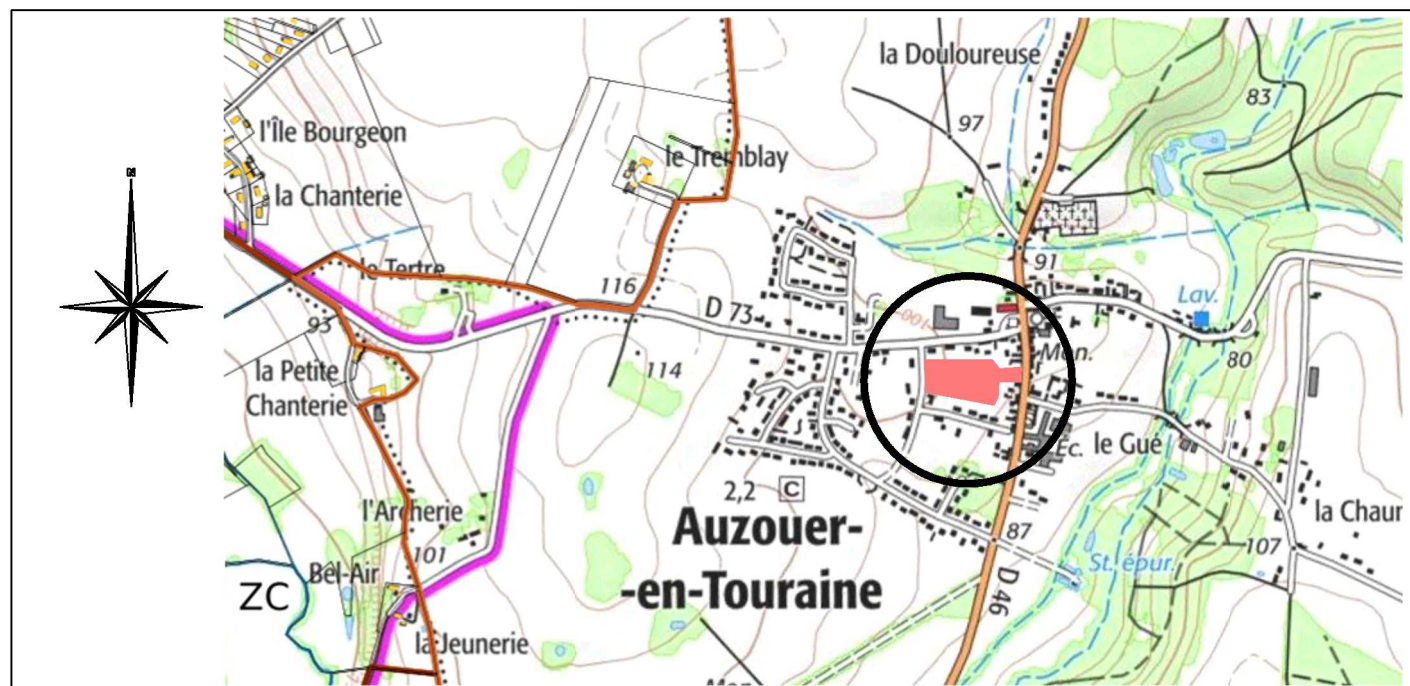 la Douloureuse
83
97
l'Île Bourgeon
le Tremblay
la Chanterie
91
le Tertre
116
Lav.
D 73
100
93
Mon.
80
la Petite
Chanterie
114
Éc.
le Gué
2,2
C
l'Archerie
la Chaur
Auzouer-
-en-Touraine
87
107
101
St. épur.
Bel-Air
ZC
D 46
la Jeunerie
Mon